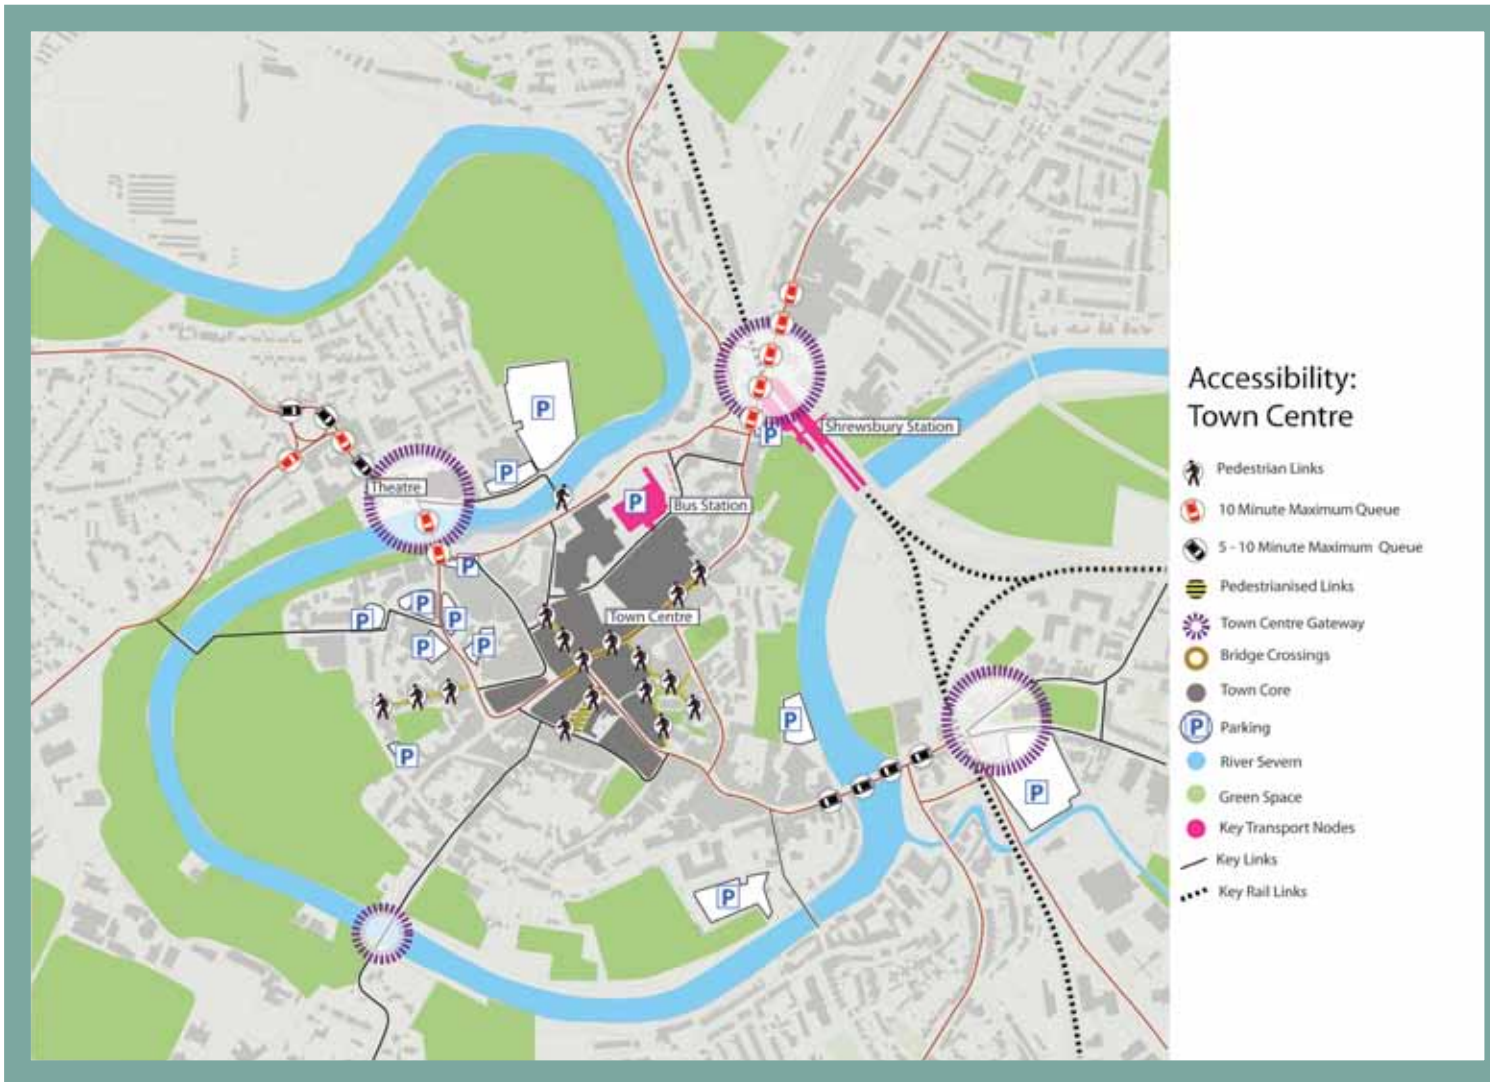 Accessibility:
Town Centre
Pedestrian Links
10 Minute Maximum Queue
5 - 10 Minute Maximum Queue
Pedestrianised Links
Town Centre Gateway
Bridge Crossings
Town Core
P Parking
River Severn
Green Space
Key Transport Nodes
Key Links
Key Rail Links
P
P
Shrewsbury Station
P
Theatre
P
Bus Station
P
P
P
P
Town Centre
P
P
P
P
P
P
P